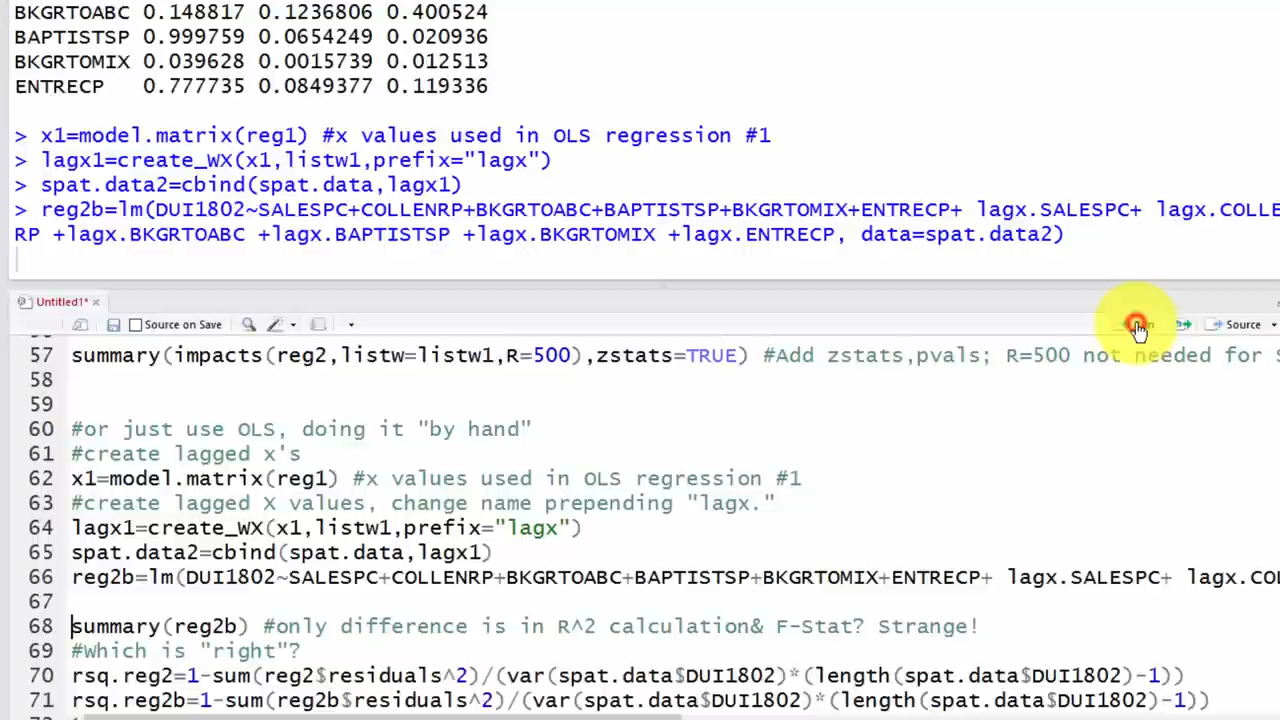 BKGRTOABC 0.148817 0.1236806 0.400524
BAPTISTSP 0.999759 0.0654249 0.020936
BKGRTOMIX 0.039628 0.0015739 0.012513
ENTRECP 0.777735 0.0849377 0.119336
> x1=model.matrix(reg1) #x values used in OLS regression #1
> lagx1=create_WX(x1,listw1,prefix="lagx")
> spat.data2=cbind(spat.data,lagx1)
> reg2b=lm(DUI1802~SALESPC+COLLENRP+BKGRTOABC+BAPTISTSP+BKGRTOMIX+ENTRECP+ lagx.SALESPC+ lagx.COLLE
RP +lagx.BKGRTOABC +lagx.BAPTISTSP +lagx.BKGRTOMIX +lagx.ENTRECP, data=spat.data2)
Untitled1*
Source on Save
Source
57 summary(impacts(reg2,listw=listw1,R=500),zstats=TRUE) #Add zstats,pvals; R=500 not needed for
58
59
60 #or just use OLS, doing it "by hand"
61 #create lagged x's
62 x1=model.matrix(reg1) #x values used in OLS regression #1
63 #create lagged X values, change name prepending "lagx."
64 lagx1=create_WX(x1,listw1,prefix="lagx")
65 spat.data2=cbind(spat.data,lagx1)
66 reg2b=lm(DUI1802~SALESPC+COLLENRP+BKGRTOABC+BAPTISTSP+BKGRTOMIX+ENTRECP+ lagx.SALESPC+ lagx.CO
67
68 summary(reg2b) #only difference is in R^2 calculation& F-Stat? Strange!
69 #Which is "right"?
70 rsq.reg2=1-sum(reg2$residuals^2)/(var(spat.data$DUI1802)*(length(spat.data$DUI1802)-1))
71 rsq.reg2b=1-sum(reg2b$residuals^2)/(var(spat.data$DUI1802)*(length(spat.data$DUI1802)-1))